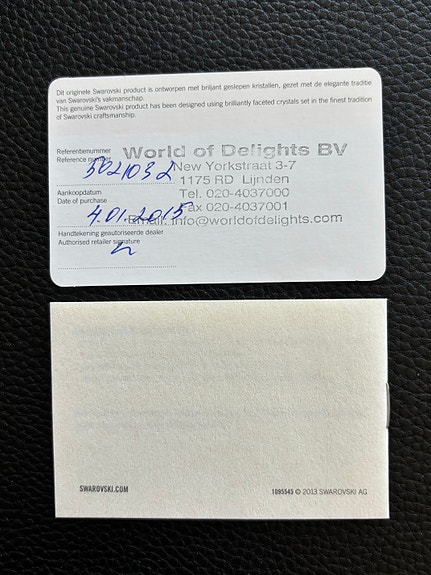 Dit originele Swarovski product is ontworpen met briljant geslepen kristallen, gezet met de elegante traditie
van Swarovski's vakmanschap.
This genuine Swarovski product has been designed using brilliantly faceted crystals set in the finest tradition
of Swarovski craftsmanship.
World of Delights BV
New Yorkstraat 3-7
1175 RD Lijnden
Tel. 020-4037000
Fax 020-4037001
Email: info@worldofdelights.com
Referentienummer
Reference number
5021032
Aankoopdatum
Date of purchase
4.01.2015
Handtekening geautoriseerde dealer
Authorised retailer signature
SWAROVSKI.COM
1095545 © 2013 SWAROVSKI AG